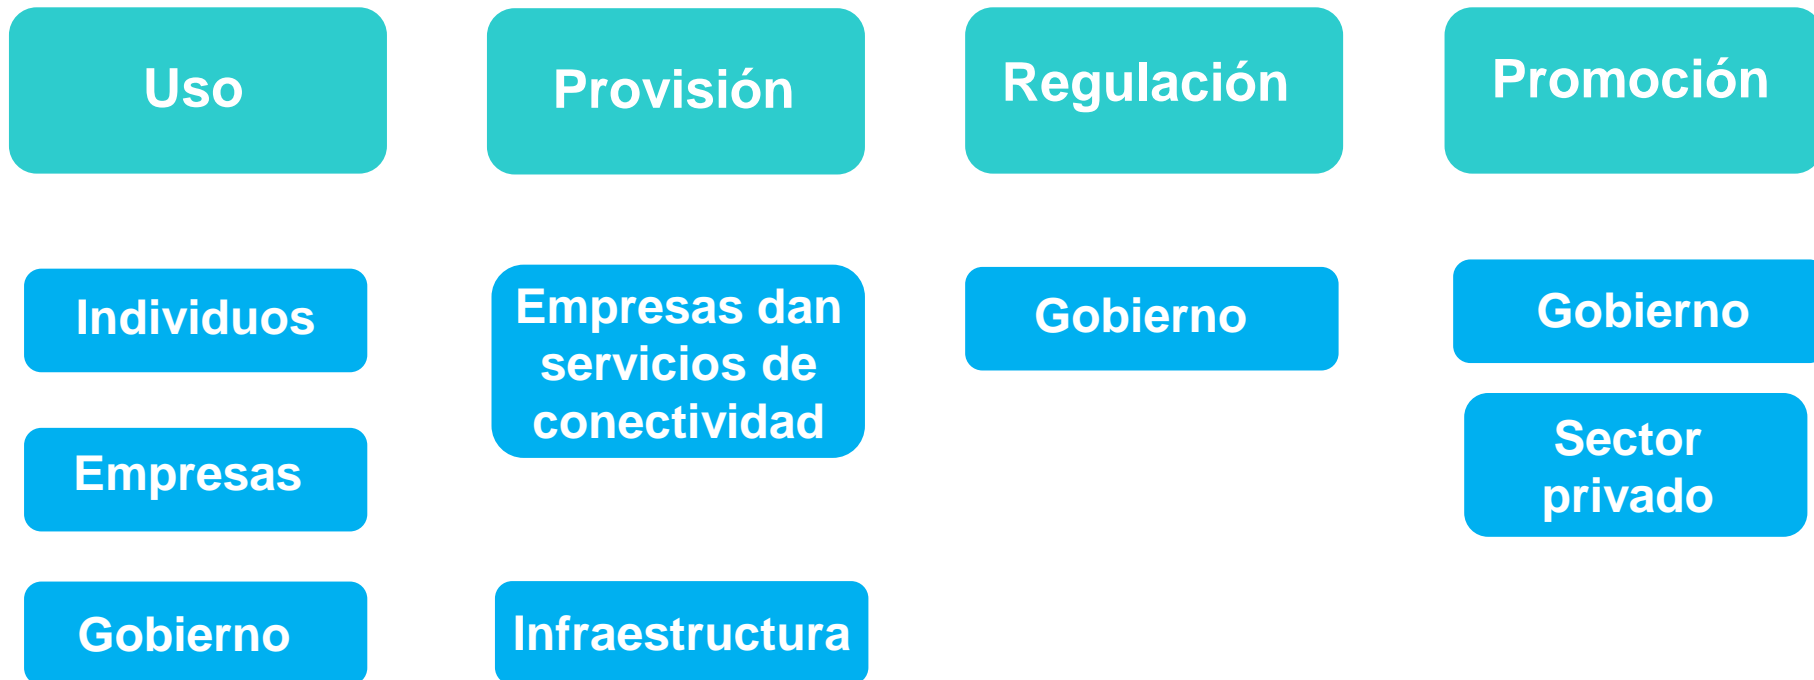 Uso
Provisión
Regulación
Promoción
Individuos
Empresas
Gobierno
Empresas dan
servicios de
conectividad
Infraestructura
Gobierno
Gobierno
Sector
privado